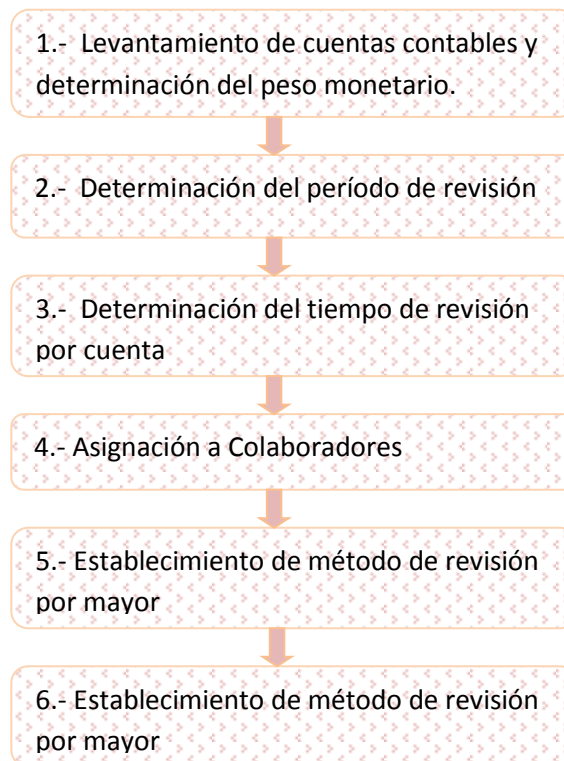 1.-  Levantamiento de cuentas contables y
determinación del peso monetario.
2.-  Determinación del período de revisión
3.-  Determinación del tiempo de revisión
por cuenta
4.- Asignación a Colaboradores
5.- Establecimiento de método de revisión
por mayor
6.- Establecimiento de método de revisión
por mayor